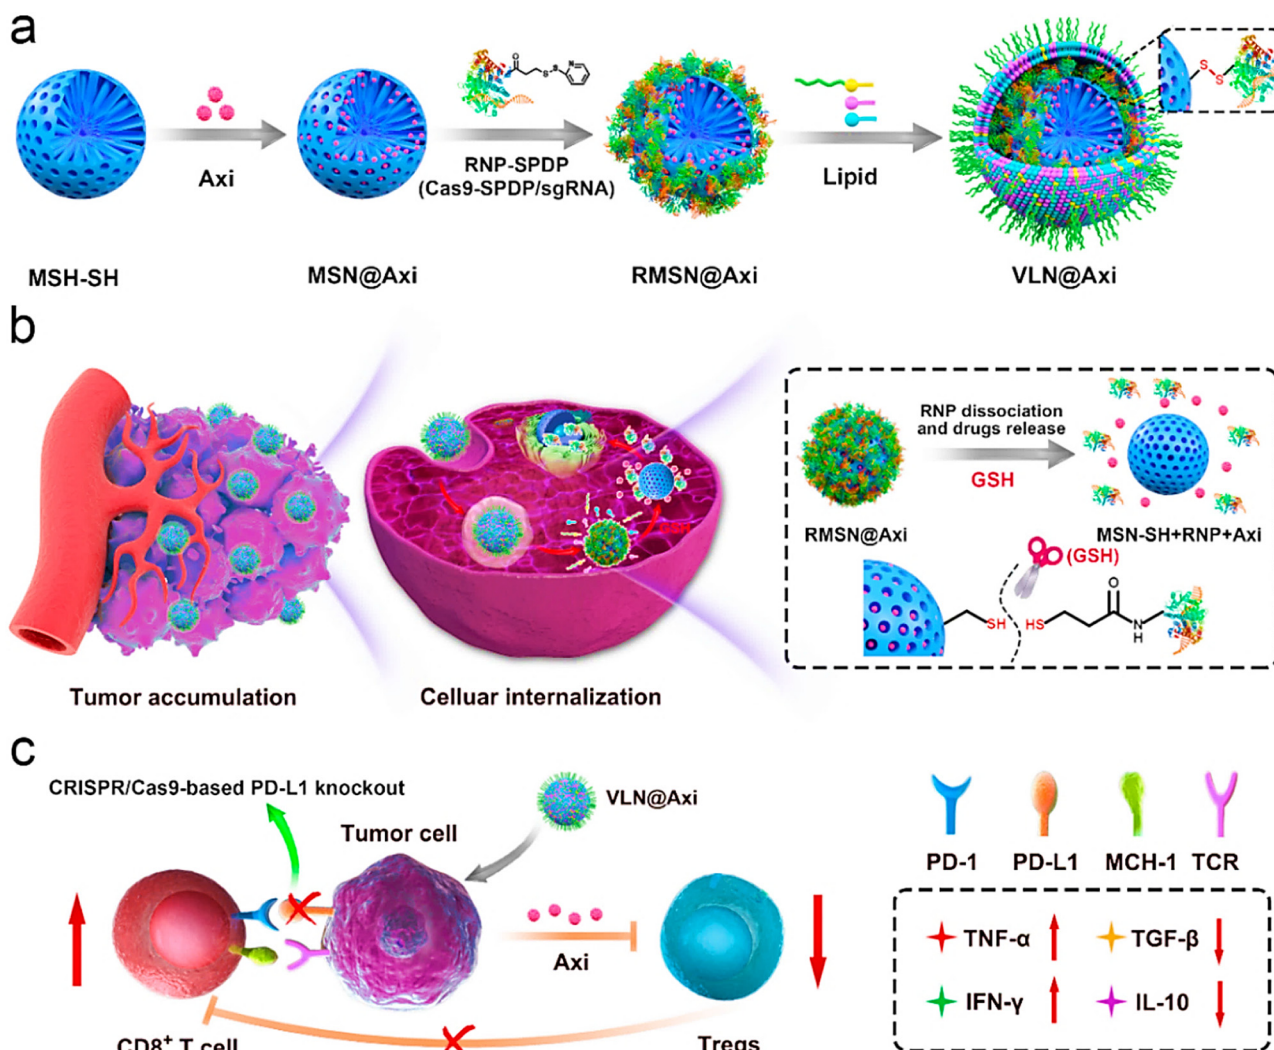 a
Axi
RNP-SPDP
(Cas9-SPDP/sgRNA)
Lipid
O
S
S
N
S
S
MSH-SH
MSN@Axi
RMSN@Axi
VLN@Axi
b
RNP dissociation
and drugs release
GSH
RMSN@Axi
MSN-SH+RNP+Axi
(GSH)
O
SH
HS
N
H
Tumor accumulation
Celluar internalization
c
CRISPR/Cas9-based PD-L1 knockout
VLN@Axi
Tumor cell
PD-1
PD-L1
MCH-1
TCR
Axi
TNF-α
TGF-β
IFN-γ
IL-10
CD8+ T cell
Tregs